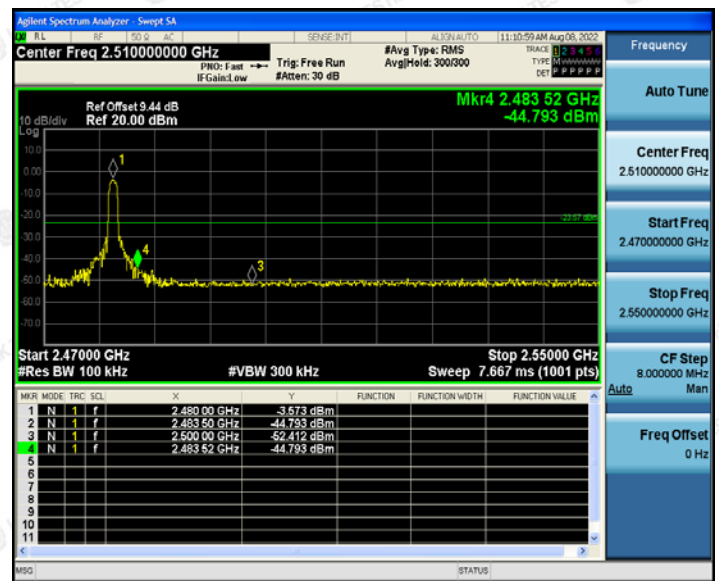 Agilent Spectrum Analyzer - Swept SA
RL RF 50 Ω AC SENSE:INT ALIGN AUTO 11:10:59 AM Aug 08, 2022
Center Freq 2.510000000 GHz #Avg Type: RMS TRACE 1 2 3 4 5 6
PNO: Fast Trig: Free Run Avg|Hold: 300/300 TYPE M WWWWW
IFGain:Low #Atten: 30 dB DET P P P P P P
Mkr4 2.483 52 GHz
-44.793 dBm
Ref Offset 9.44 dB
10 dB/div Ref 20.00 dBm
Log
10.0
0.00
-10.0
-20.0
-30.0
-40.0
-50.0
-60.0
-70.0
1
4
3
-23.57 dBm
Start 2.47000 GHz Stop 2.55000 GHz
#Res BW 100 kHz #VBW 300 kHz Sweep 7.667 ms (1001 pts)
MKR MODE TRC SCL X Y FUNCTION FUNCTION WIDTH FUNCTION VALUE
1 N 1 f 2.480 00 GHz -3.573 dBm
2 N 1 f 2.483 50 GHz -44.793 dBm
3 N 1 f 2.500 00 GHz -52.412 dBm
4 N 1 f 2.483 52 GHz -44.793 dBm
5
6
7
8
9
10
11
MSG STATUS
Frequency
Auto Tune
Center Freq
2.510000000 GHz
Start Freq
2.470000000 GHz
Stop Freq
2.550000000 GHz
CF Step
8.000000 MHz
Auto Man
Freq Offset
0 Hz